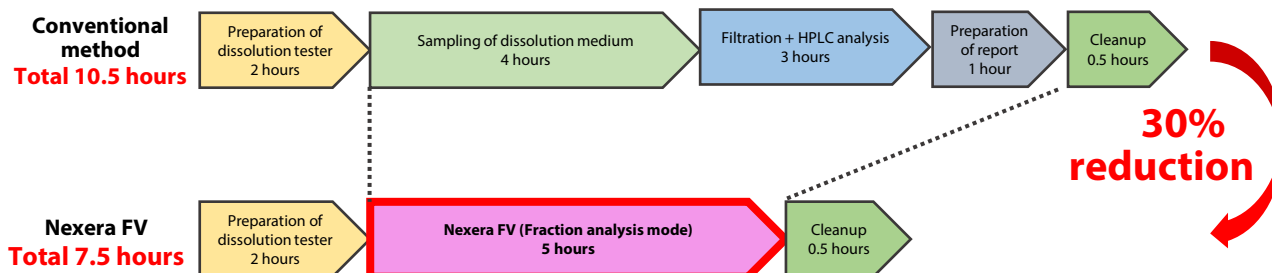 Conventional
method
Total 10.5 hours
Preparation of
dissolution tester
2 hours
Sampling of dissolution medium
4 hours
Filtration + HPLC analysis
3 hours
Preparation
of report
1 hour
Cleanup
0.5 hours
30%
reduction
Nexera FV
Total 7.5 hours
Preparation of
dissolution tester
2 hours
Nexera FV (Fraction analysis mode)
5 hours
Cleanup
0.5 hours